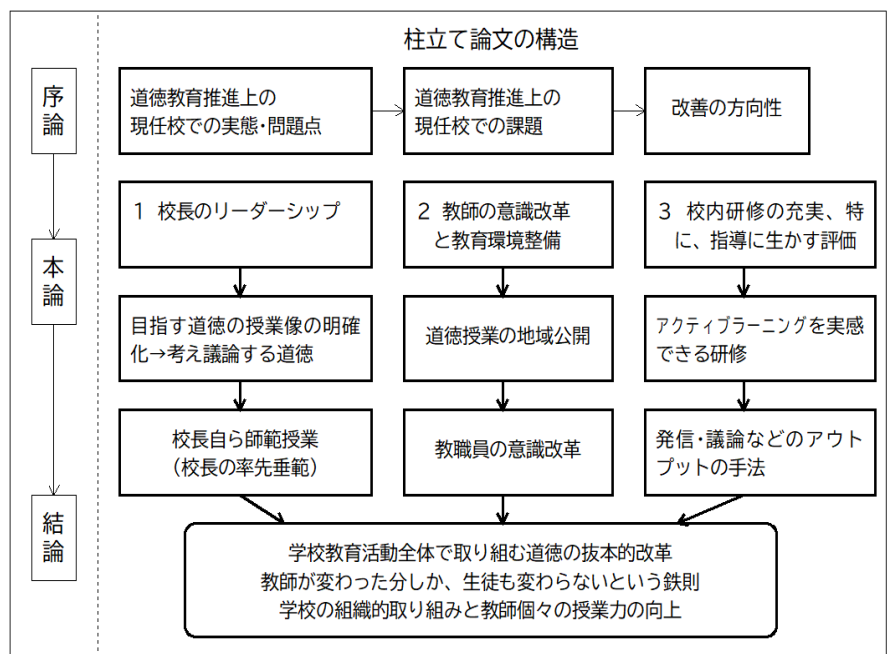 柱立て論文の構造
序論
道徳教育推進上の
現任校での実態・問題点
道徳教育推進上の
現任校での課題
改善の方向性
本論
1 校長のリーダーシップ
2 教師の意識改革
と教育環境整備
3 校内研修の充実、特
に、指導に生かす評価
目指す道徳の授業像の明確
化→考え議論する道徳
道徳授業の地域公開
アクティブラーニングを実感
できる研修
校長自ら師範授業
(校長の率先垂範)
教職員の意識改革
発信・議論などのアウト
プットの手法
結論
学校教育活動全体で取り組む道徳の抜本的改革
教師が変わった分しか、生徒も変わらないという鉄則
学校の組織的取り組みと教師個々の授業力の向上